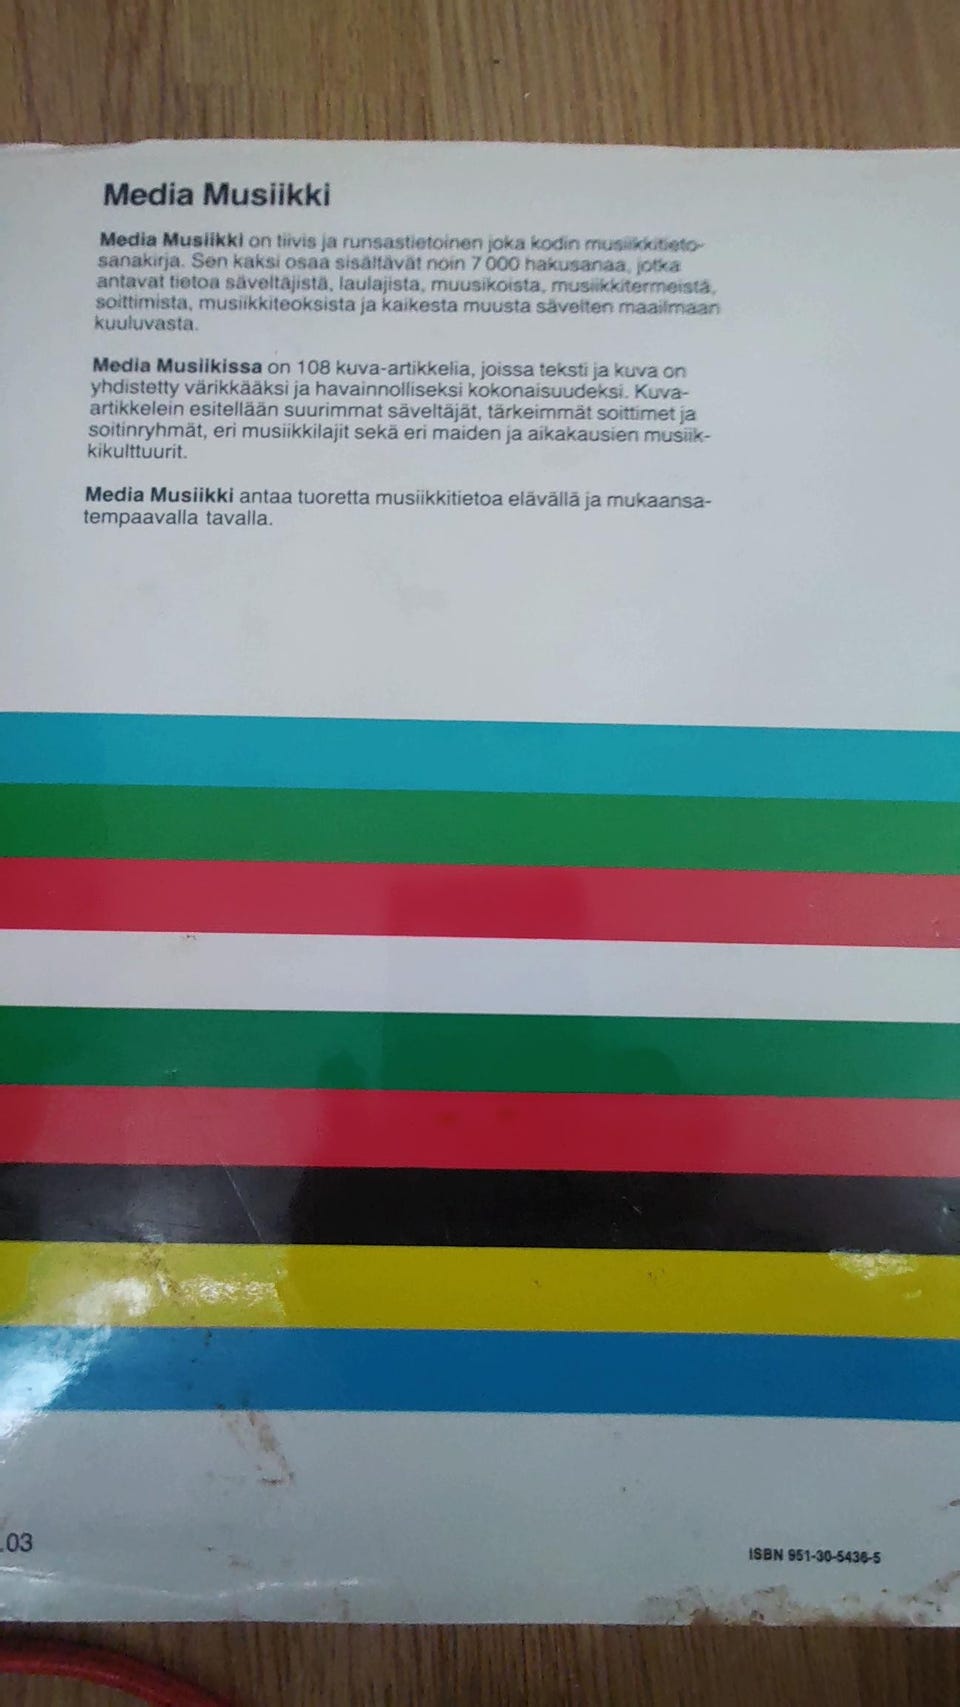 Media Musiikki
Media Musiikki on tiivis ja runsastietoinen joka kodin musiikkitieto-
sanakirja. Sen kaksi osaa sisältävät noin 7 000 hakusanaa, jotka
antavat tietoa säveltäjistä, laulajista, muusikoista, musiikkitermeistä,
soittimista, musiikkiteoksista ja kaikesta muusta sävelten maailmaan
kuuluvasta.
Media Musiikissa on 108 kuva-artikkelia, joissa teksti ja kuva on
yhdistetty värikkääksi ja havainnolliseksi kokonaisuudeksi. Kuva-
artikkelein esitellään suurimmat säveltäjät, tärkeimmät soittimet ja
soitinryhmät, eri musiikkilajit sekä eri maiden ja aikakausien musiik-
kikulttuurit.
Media Musiikki antaa tuoretta musiikkitietoa elävällä ja mukaansa-
tempaavalla tavalla.
.03
ISBN 951-30-5436-5